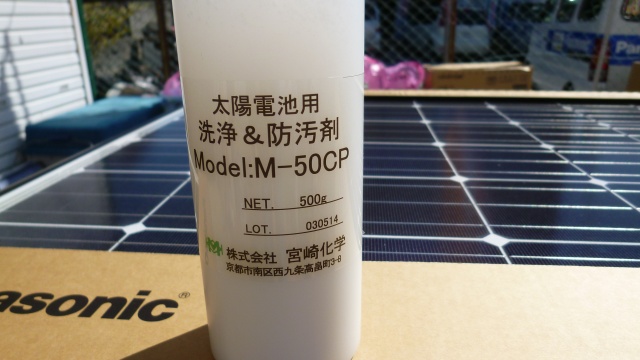 太陽電池用
洗浄&防汚剤
Model:M-50CP
NET. 500g
LOT. 030514
株式会社 宮崎化学
京都市南区西九条高畠町3-8
asonic®